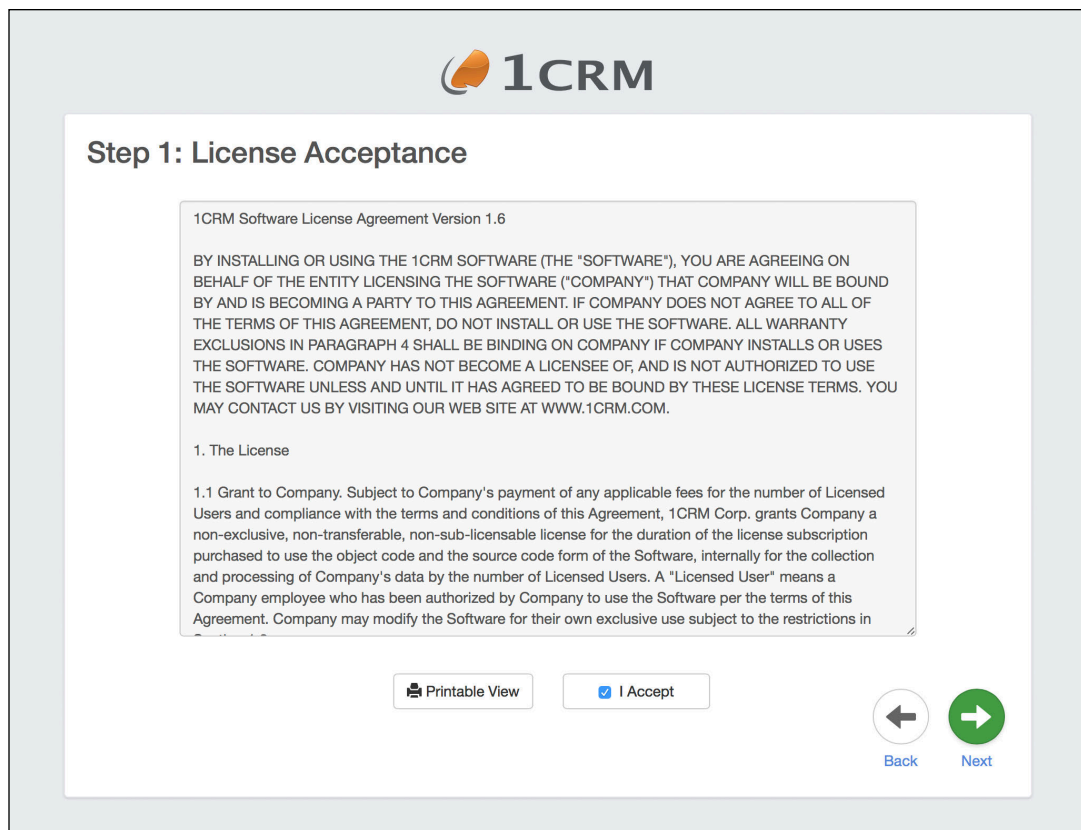 1CRM
Step 1: License Acceptance
1CRM Software License Agreement Version 1.6
BY INSTALLING OR USING THE 1CRM SOFTWARE (THE "SOFTWARE"), YOU ARE AGREEING ON
BEHALF OF THE ENTITY LICENSING THE SOFTWARE ("COMPANY") THAT COMPANY WILL BE BOUND
BY AND IS BECOMING A PARTY TO THIS AGREEMENT. IF COMPANY DOES NOT AGREE TO ALL OF
THE TERMS OF THIS AGREEMENT, DO NOT INSTALL OR USE THE SOFTWARE. ALL WARRANTY
EXCLUSIONS IN PARAGRAPH 4 SHALL BE BINDING ON COMPANY IF COMPANY INSTALLS OR USES
THE SOFTWARE. COMPANY HAS NOT BECOME A LICENSEE OF, AND IS NOT AUTHORIZED TO USE
THE SOFTWARE UNLESS AND UNTIL IT HAS AGREED TO BE BOUND BY THESE LICENSE TERMS. YOU
MAY CONTACT US BY VISITING OUR WEB SITE AT WWW.1CRM.COM.
1. The License
1.1 Grant to Company. Subject to Company's payment of any applicable fees for the number of Licensed
Users and compliance with the terms and conditions of this Agreement, 1CRM Corp. grants Company a
non-exclusive, non-transferable, non-sub-licensable license for the duration of the license subscription
purchased to use the object code and the source code form of the Software, internally for the collection
and processing of Company's data by the number of Licensed Users. A "Licensed User" means a
Company employee who has been authorized by Company to use the Software per the terms of this
Agreement. Company may modify the Software for their own exclusive use subject to the restrictions in
Printable View
I Accept
Back
Next